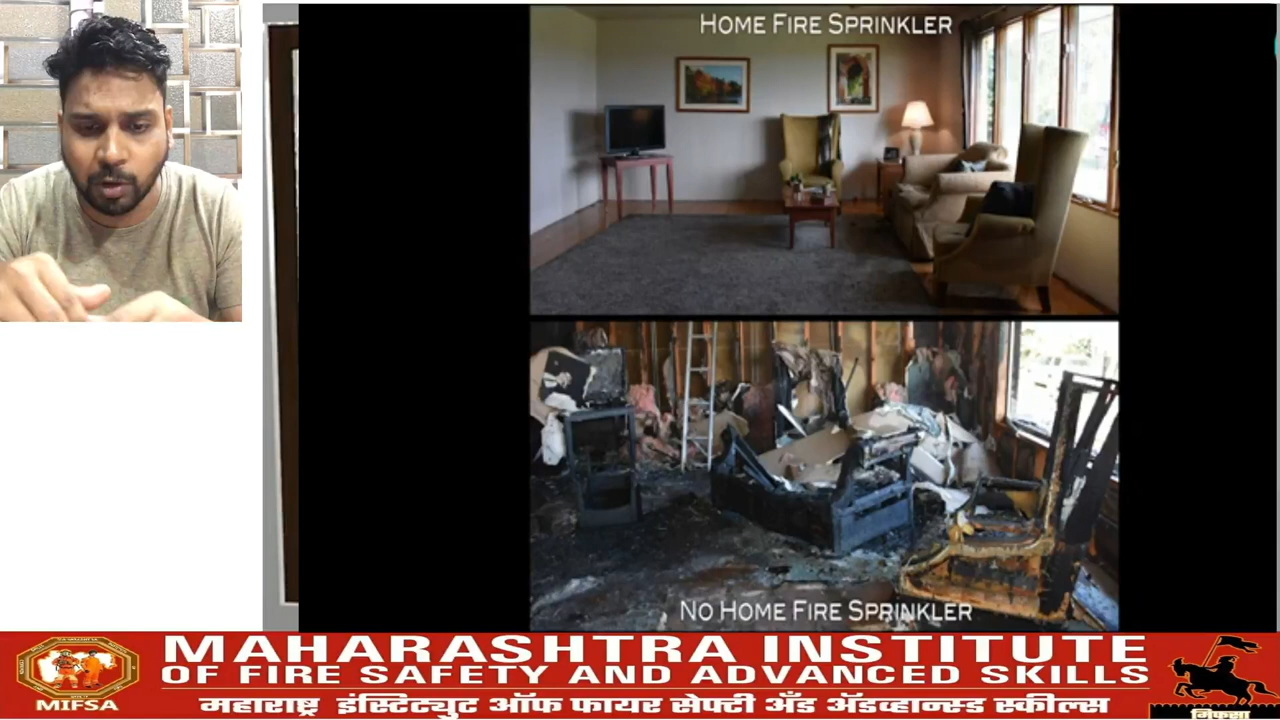 HOME FIRE SPRINKLER
NO HOME FIRE SPRINKLER
MAHARASHTRA INSTITUTE
OF FIRE SAFETY AND ADVANCED SKILLS
महाराष्ट्र इंस्टिट्युट ऑफ फायर सेफ्टी अँड ॲडव्हान्स्ड स्कील्स
MIFSA